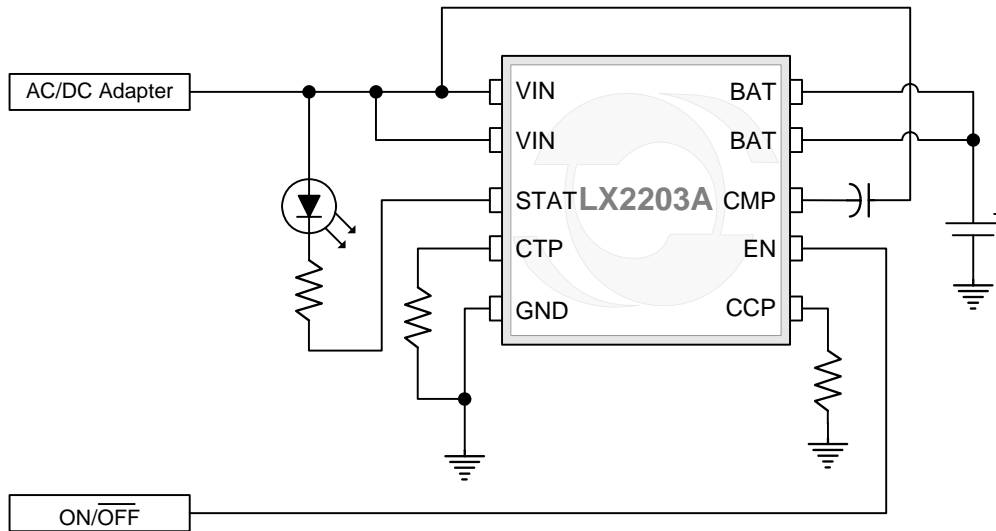 AC/DC Adapter
VIN
BAT
VIN
BAT
STAT
LX2203A
CMP
CTP
EN
GND
CCP
ON/OFF